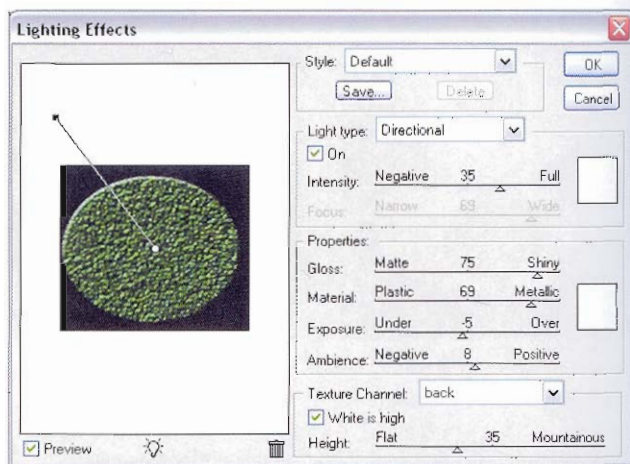 Lighting Effects
Style: Default
OK
Save... Delete
Cancel
Light type: Directional
On
Intensity: Negative 35 Full
Focus: Narrow 69 Wide
Properties:
Gloss: Matte 75 Shiny
Material: Plastic 69 Metallic
Exposure: Under -5 Over
Ambience: Negative 8 Positive
Texture Channel: back
White is high
Height: Flat 35 Mountainous
Preview